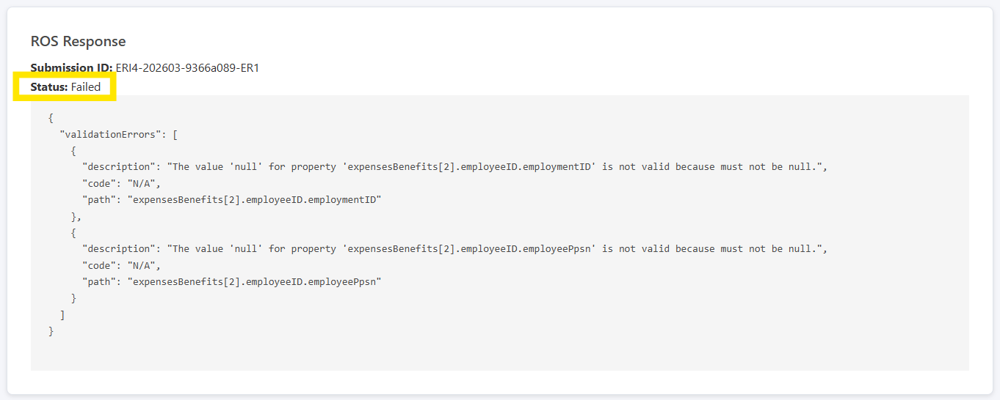 ROS Response
Submission ID: ERI4-202603-9366a089-ER1
Status: Failed
{
  "validationErrors": [
    {
      "description": "The value 'null' for property 'expensesBenefits[2].employeeID.employmentID' is not valid because must not be null.",
      "code": "N/A",
      "path": "expensesBenefits[2].employeeID.employmentID"
    },
    {
      "description": "The value 'null' for property 'expensesBenefits[2].employeeID.employeePpsn' is not valid because must not be null.",
      "code": "N/A",
      "path": "expensesBenefits[2].employeeID.employeePpsn"
    }
  ]
}